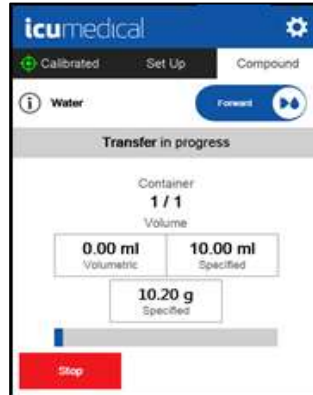 icumedical
Calibrated Set Up Compound
i Water Forward
Transfer in progress
Container
1 / 1
Volume
0.00 ml 10.00 ml
Volumetric Specified
10.20 g
Specified
Stop